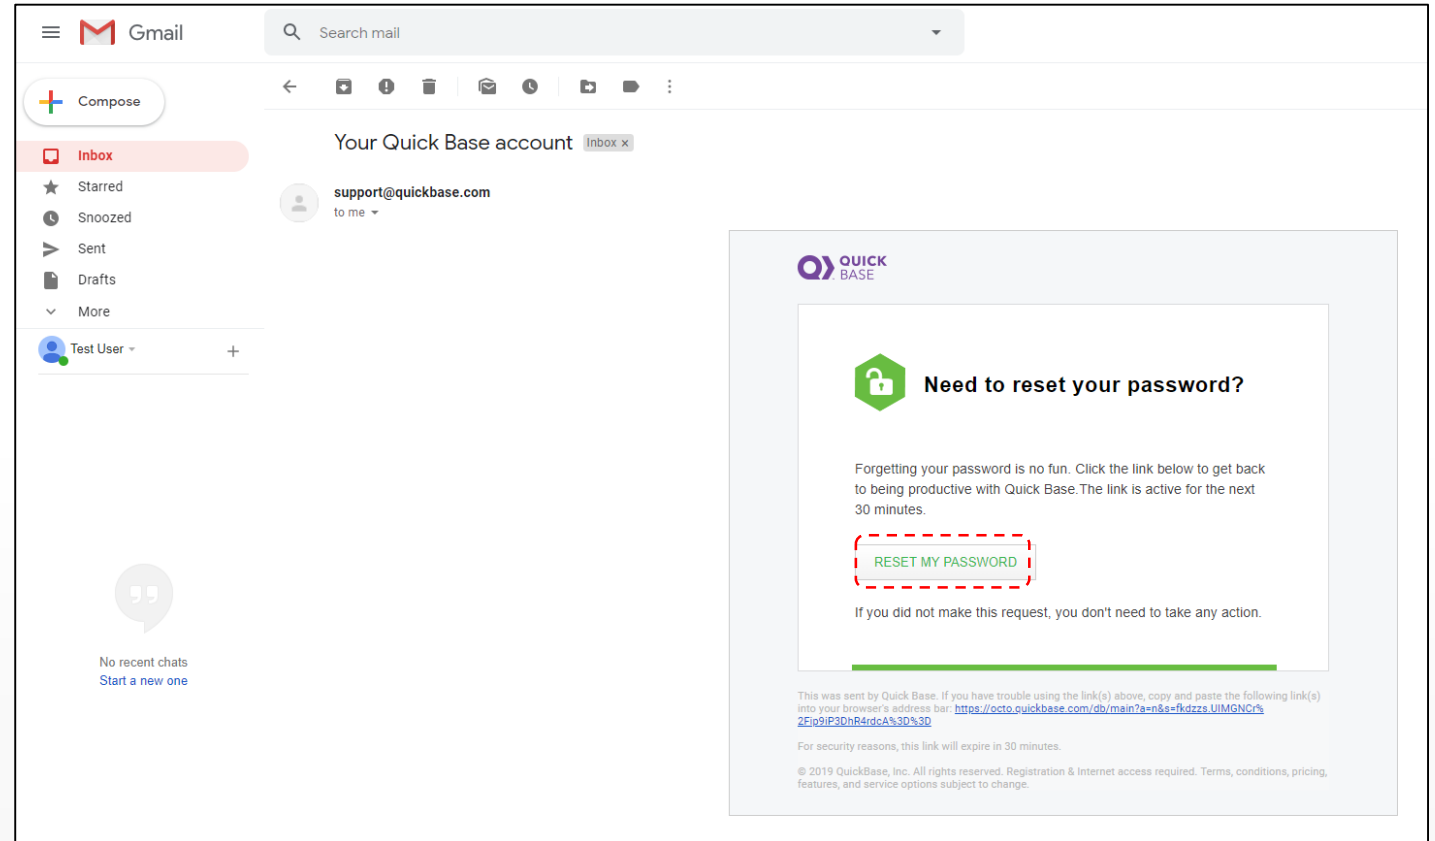 Gmail
Search mail
Compose
Your Quick Base account Inbox x
Inbox
support@quickbase.com
Starred
to me
Snoozed
Sent
Drafts
More
Test User
QUICK
BASE
Need to reset your password?
Forgetting your password is no fun. Click the link below to get back
to being productive with Quick Base.The link is active for the next
30 minutes.
RESET MY PASSWORD
If you did not make this request, you don't need to take any action.
No recent chats
Start a new one
This was sent by Quick Base. If you have trouble using the link(s) above, copy and paste the following link(s)
into your browser's address bar: https://octo.quickbase.com/db/main?a=n&s=fkdzzs.UIMGNCr%
2Fip9iP3DhR4rdcA%3D%3D
For security reasons, this link will expire in 30 minutes.
© 2019 QuickBase, Inc. All rights reserved. Registration & Internet access required. Terms, conditions, pricing,
features, and service options subject to change.